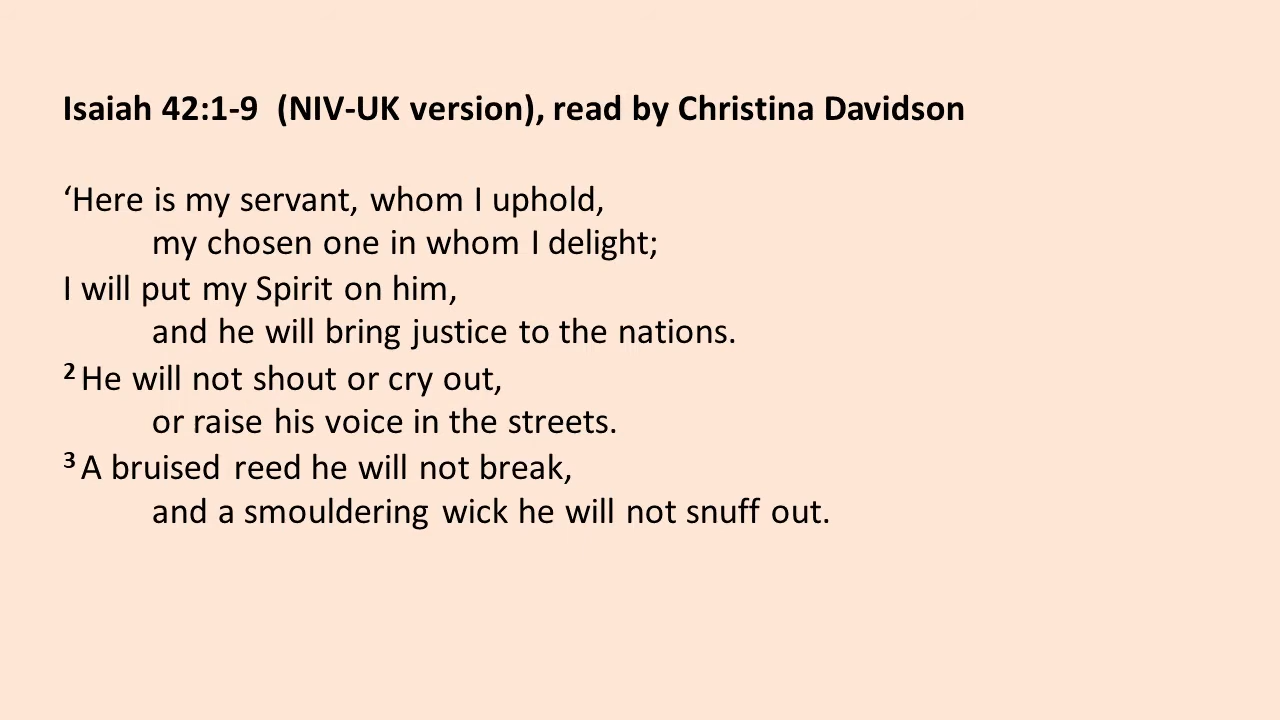 Isaiah 42:1-9  (NIV-UK version), read by Christina Davidson
‘Here is my servant, whom I uphold,
my chosen one in whom I delight;
I will put my Spirit on him,
and he will bring justice to the nations.
² He will not shout or cry out,
or raise his voice in the streets.
³ A bruised reed he will not break,
and a smouldering wick he will not snuff out.